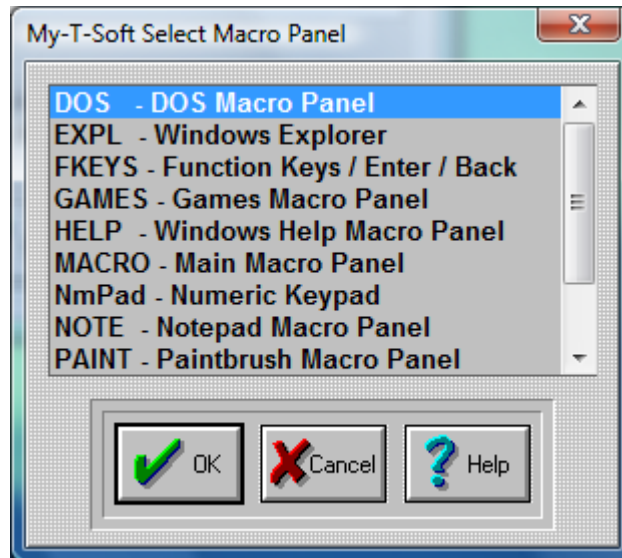 My-T-Soft Select Macro Panel
DOS - DOS Macro Panel
EXPL - Windows Explorer
FKEYS - Function Keys / Enter / Back
GAMES - Games Macro Panel
HELP - Windows Help Macro Panel
MACRO - Main Macro Panel
NmPad - Numeric Keypad
NOTE - Notepad Macro Panel
PAINT - Paintbrush Macro Panel
OK Cancel Help